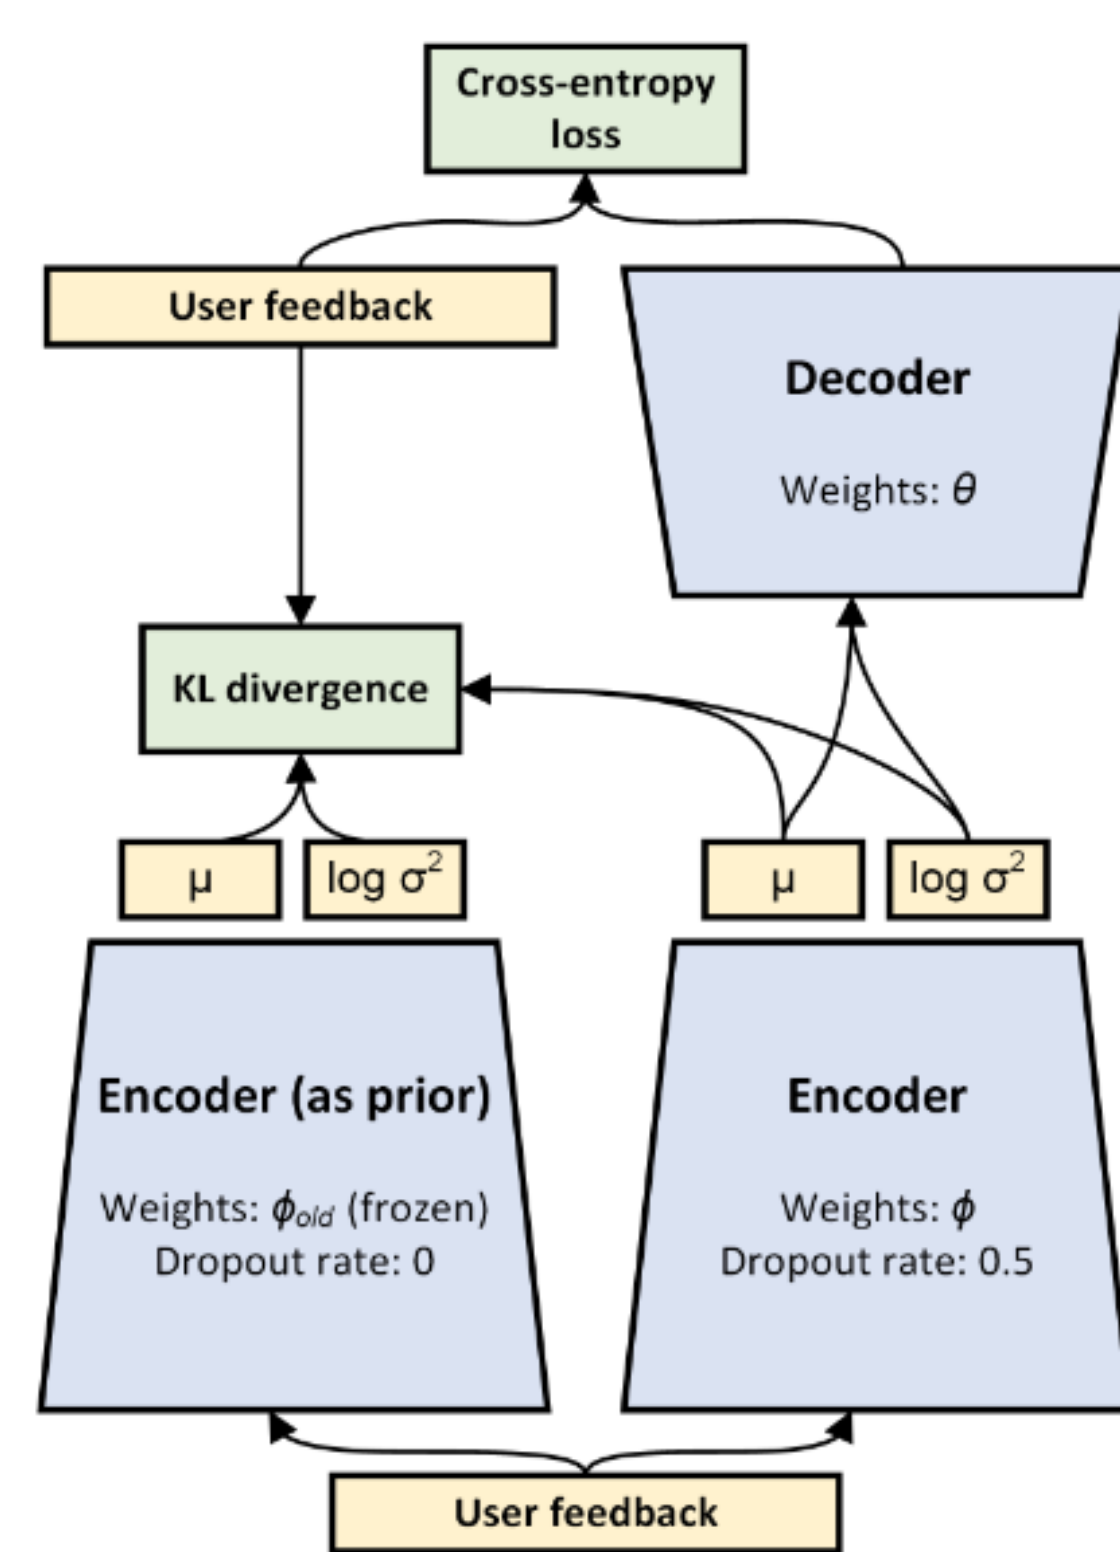 Cross-entropy
loss
User feedback
Decoder
Weights: θ
KL divergence
μ
log σ²
μ
log σ²
Encoder (as prior)
Weights: ϕold (frozen)
Dropout rate: 0
Encoder
Weights: ϕ
Dropout rate: 0.5
User feedback